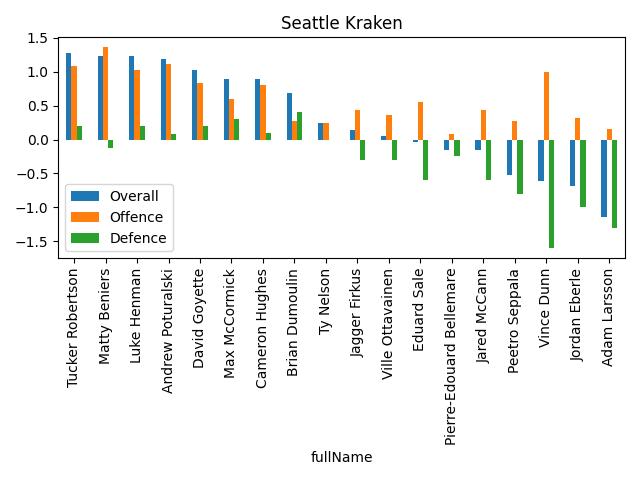 Seattle Kraken
1.5
1.0
0.5
0.0
−0.5
−1.0
−1.5
Overall
Offence
Defence
Tucker Robertson
Matty Beniers
Luke Henman
Andrew Poturalski
David Goyette
Max McCormick
Cameron Hughes
Brian Dumoulin
Ty Nelson
Jagger Firkus
Ville Ottavainen
Eduard Sale
Pierre-Edouard Bellemare
Jared McCann
Peetro Seppala
Vince Dunn
Jordan Eberle
Adam Larsson
fullName